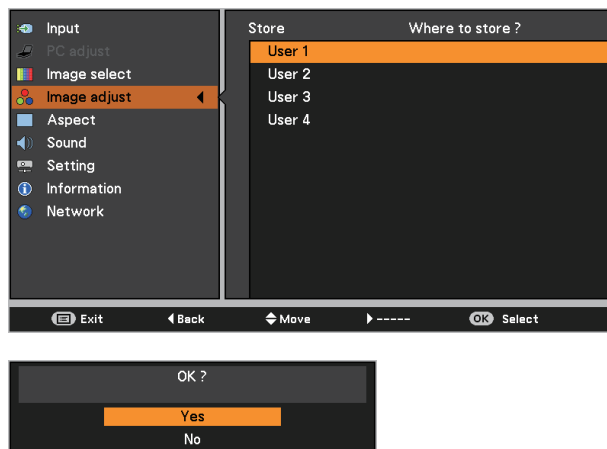 Input
PC adjust
Image select
Image adjust
Aspect
Sound
Setting
Information
Network
Store Where to store ?
User 1
User 2
User 3
User 4
Exit Back Move ----- OK Select
OK ?
Yes
No